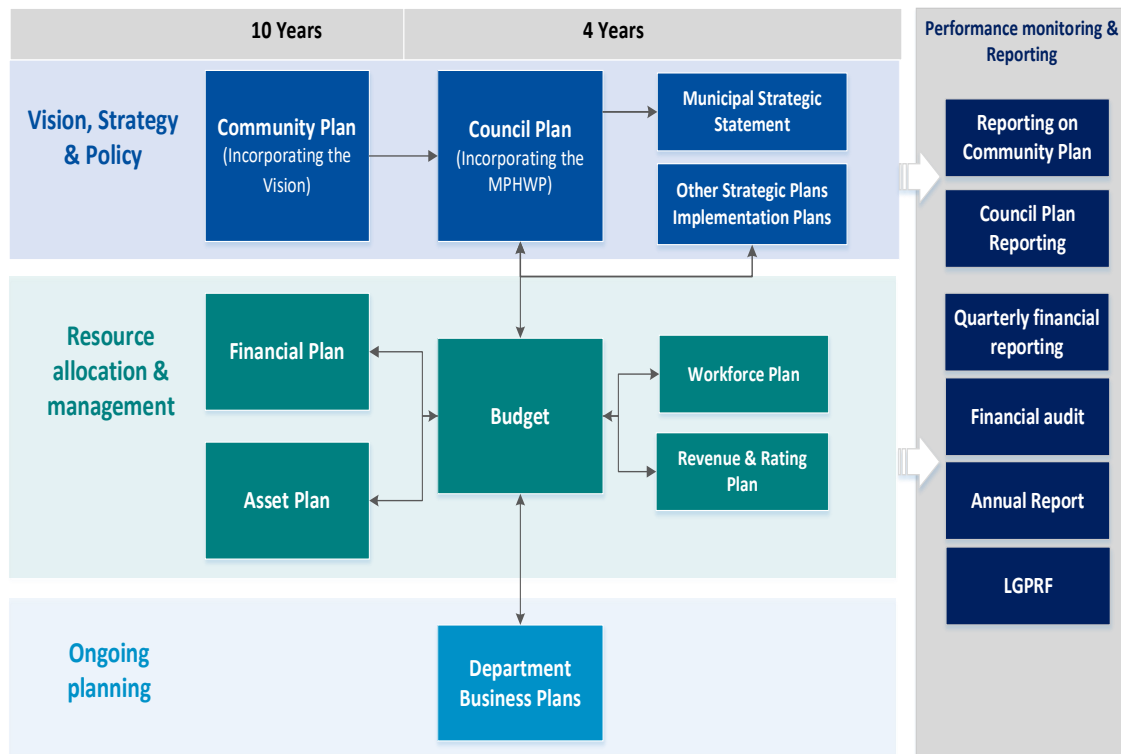 10 Years
4 Years
Performance monitoring &
Reporting
Vision, Strategy
& Policy
Community Plan
(Incorporating the
Vision)
Council Plan
(Incorporating the
MPHWP)
Municipal Strategic
Statement
Other Strategic Plans
Implementation Plans
Reporting on
Community Plan
Council Plan
Reporting
Resource
allocation &
management
Financial Plan
Asset Plan
Budget
Workforce Plan
Revenue & Rating
Plan
Quarterly financial
reporting
Financial audit
Annual Report
LGPRF
Ongoing
planning
Department
Business Plans